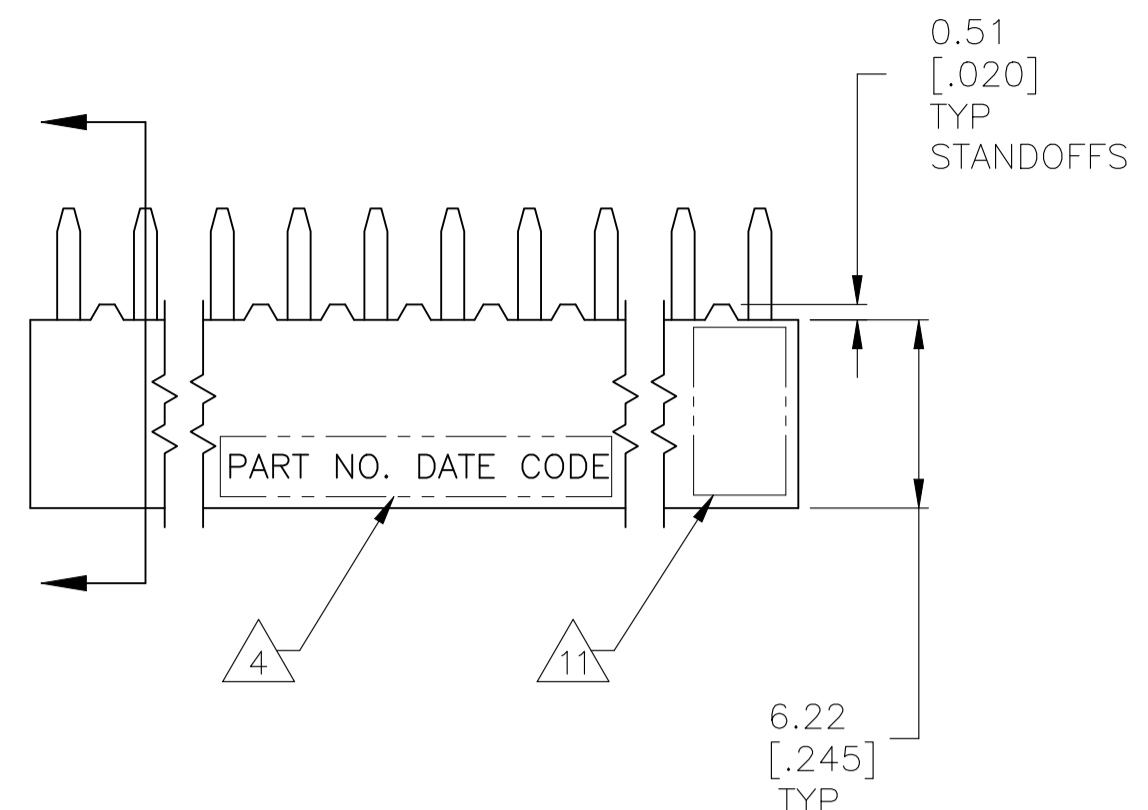 0.51
[.020]
TYP
STANDOFFS
PART NO. DATE CODE
4
11
6.22
[.245]
TYP